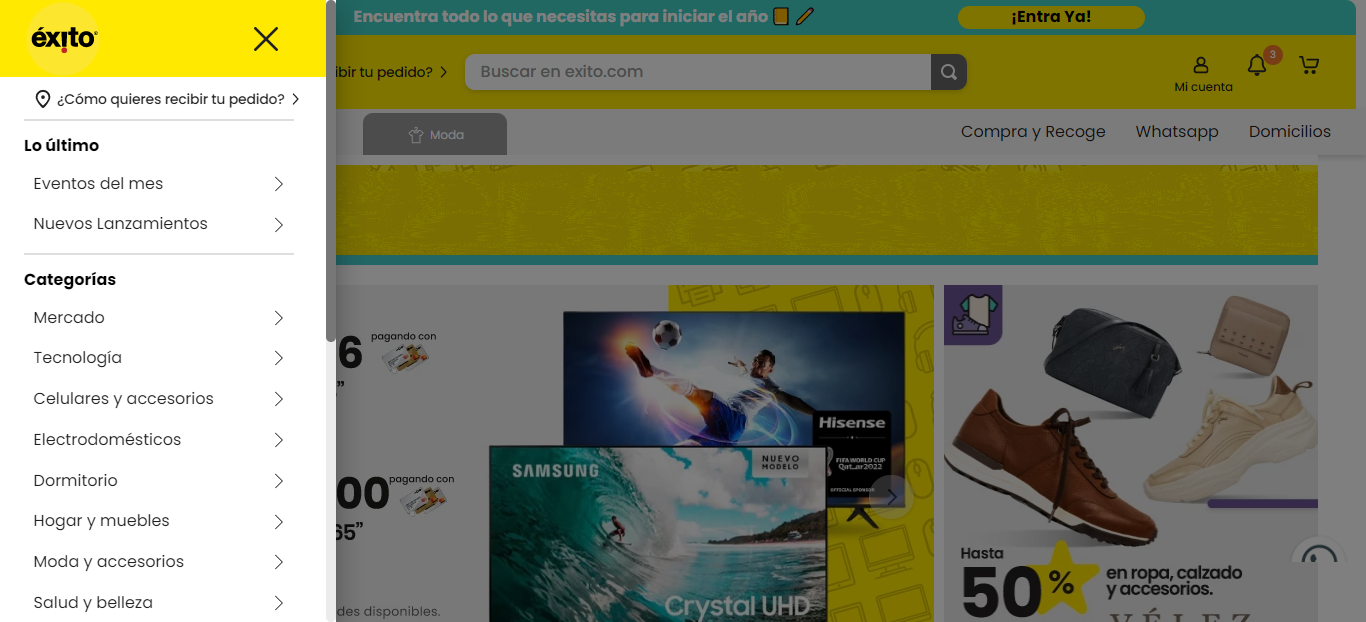 éxito
¿Cómo quieres recibir tu pedido?
Lo último
Eventos del mes
Nuevos Lanzamientos
Categorías
Mercado
Tecnología
Celulares y accesorios
Electrodomésticos
Dormitorio
Hogar y muebles
Moda y accesorios
Salud y belleza
Encuentra todo lo que necesitas para iniciar el año
¡Entra Ya!
ibir tu pedido?
Buscar en exito.com
3
Mi cuenta
Moda
Compra y Recoge
Whatsapp
Domicilios
6
pagando con
"
00
pagando con
65”
des disponibles.
Hisense
FIFA WORLD CUP
Qatar2022
OFFICIAL SPONSOR
SAMSUNG
NUEVO
MODELO
Crystal UHD
Hasta
50%
en ropa, calzado
y accesorios.
VÉLEZ